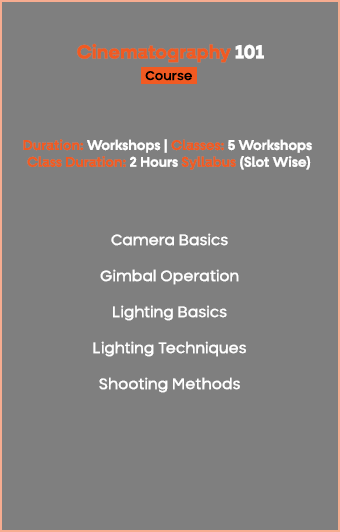 Cinematography 101
Course
Duration: Workshops | Classes: 5 Workshops
Class Duration: 2 Hours Syllabus (Slot Wise)
Camera Basics
Gimbal Operation
Lighting Basics
Lighting Techniques
Shooting Methods